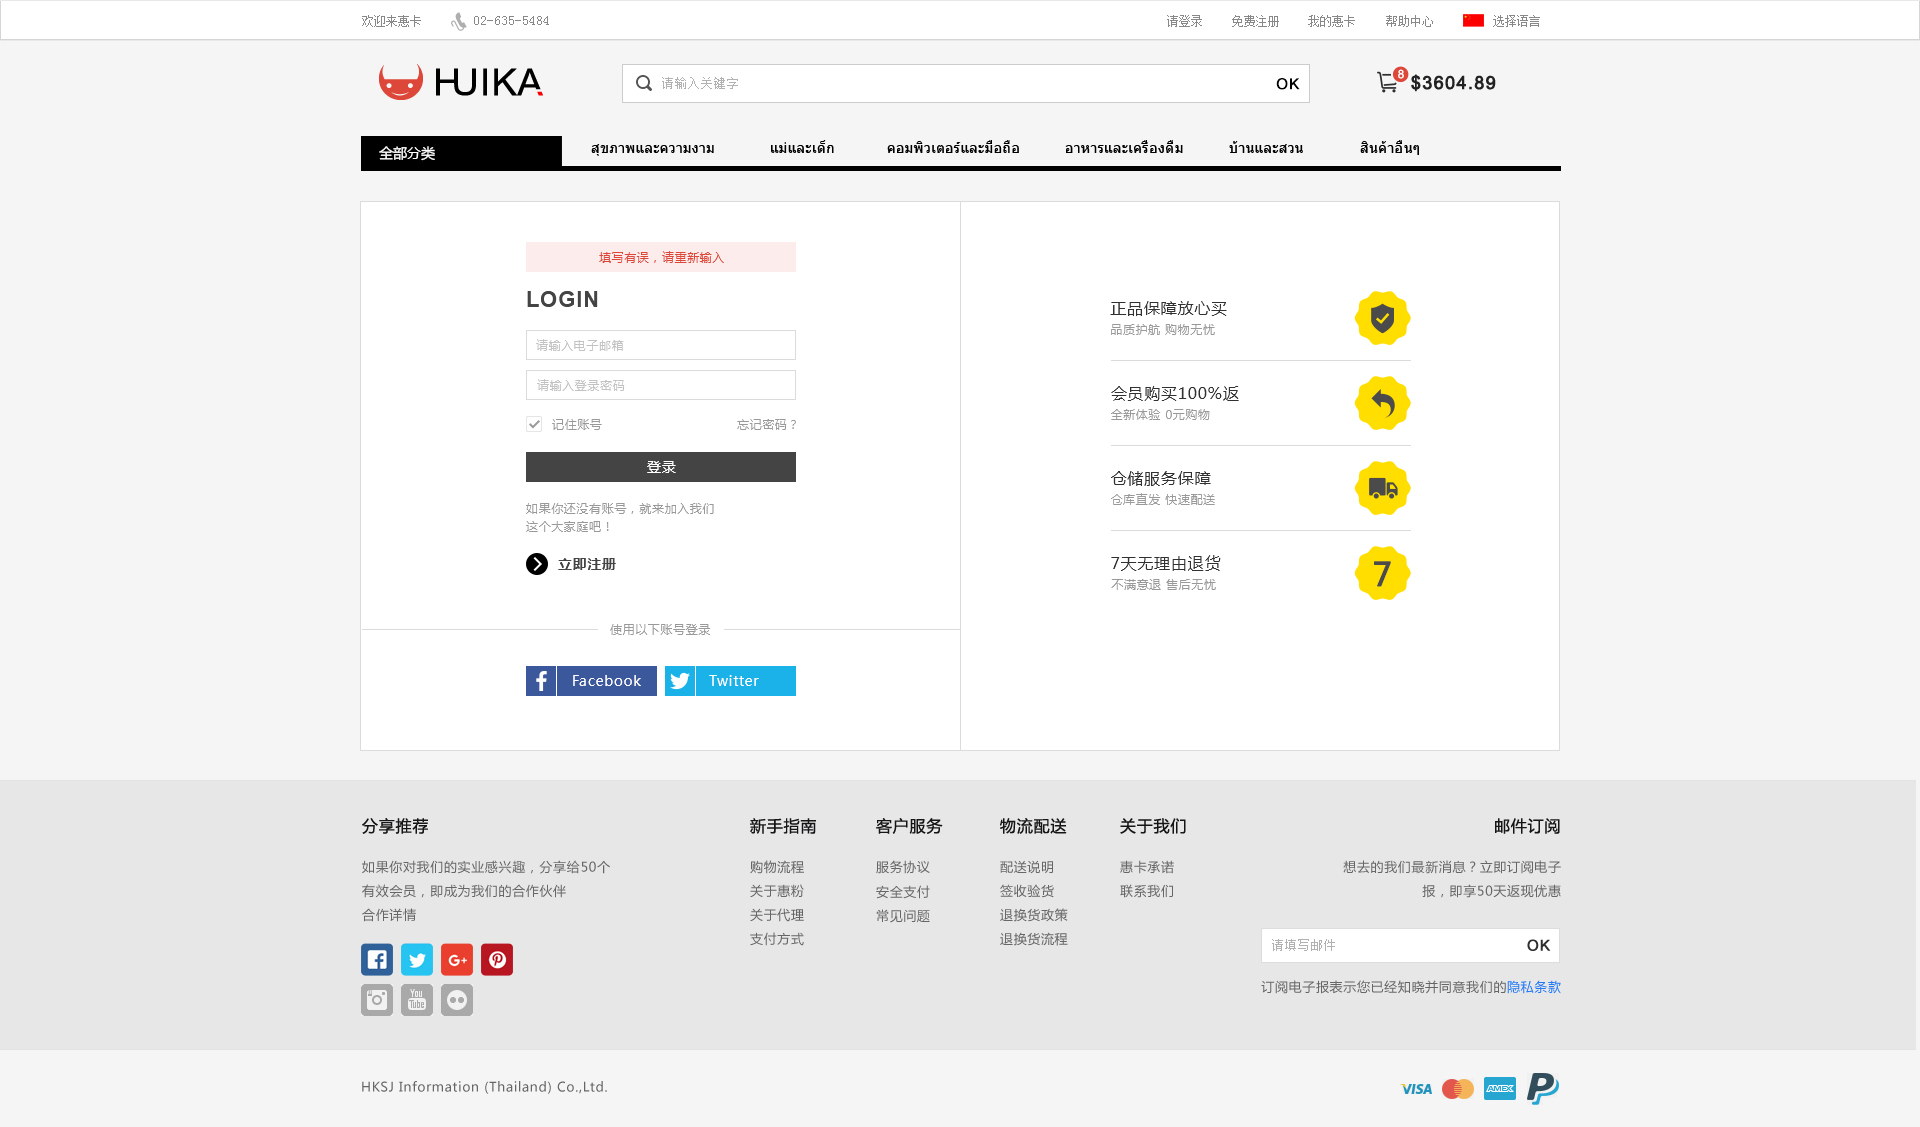 欢迎来惠卡
02-635-5484
请登录
免费注册
我的惠卡
帮助中心
选择语言
HUIKA
请输入关键字
OK
8
$3604.89
全部分类
สุขภาพและความงาม
แม่และเด็ก
คอมพิวเตอร์และมือถือ
อาหารและเครื่องดื่ม
บ้านและสวน
สินค้าอื่นๆ
填写有误，请重新输入
LOGIN
请输入电子邮箱
请输入登录密码
记住账号
忘记密码？
登录
如果你还没有账号，就来加入我们
这个大家庭吧！
立即注册
使用以下账号登录
Facebook
Twitter
正品保障放心买
品质护航 购物无忧
会员购买100%返
全新体验 0元购物
仓储服务保障
仓库直发 快速配送
7天无理由退货
不满意退 售后无忧
7
分享推荐
如果你对我们的实业感兴趣，分享给50个
有效会员，即成为我们的合作伙伴
合作详情
新手指南
购物流程
关于惠粉
关于代理
支付方式
客户服务
服务协议
安全支付
常见问题
物流配送
配送说明
签收验货
退换货政策
退换货流程
关于我们
惠卡承诺
联系我们
邮件订阅
想去的我们最新消息？立即订阅电子
报，即享50天返现优惠
请填写邮件
OK
订阅电子报表示您已经知晓并同意我们的隐私条款
G+
You
Tube
HKSJ Information (Thailand) Co.,Ltd.
VISA
AMEX